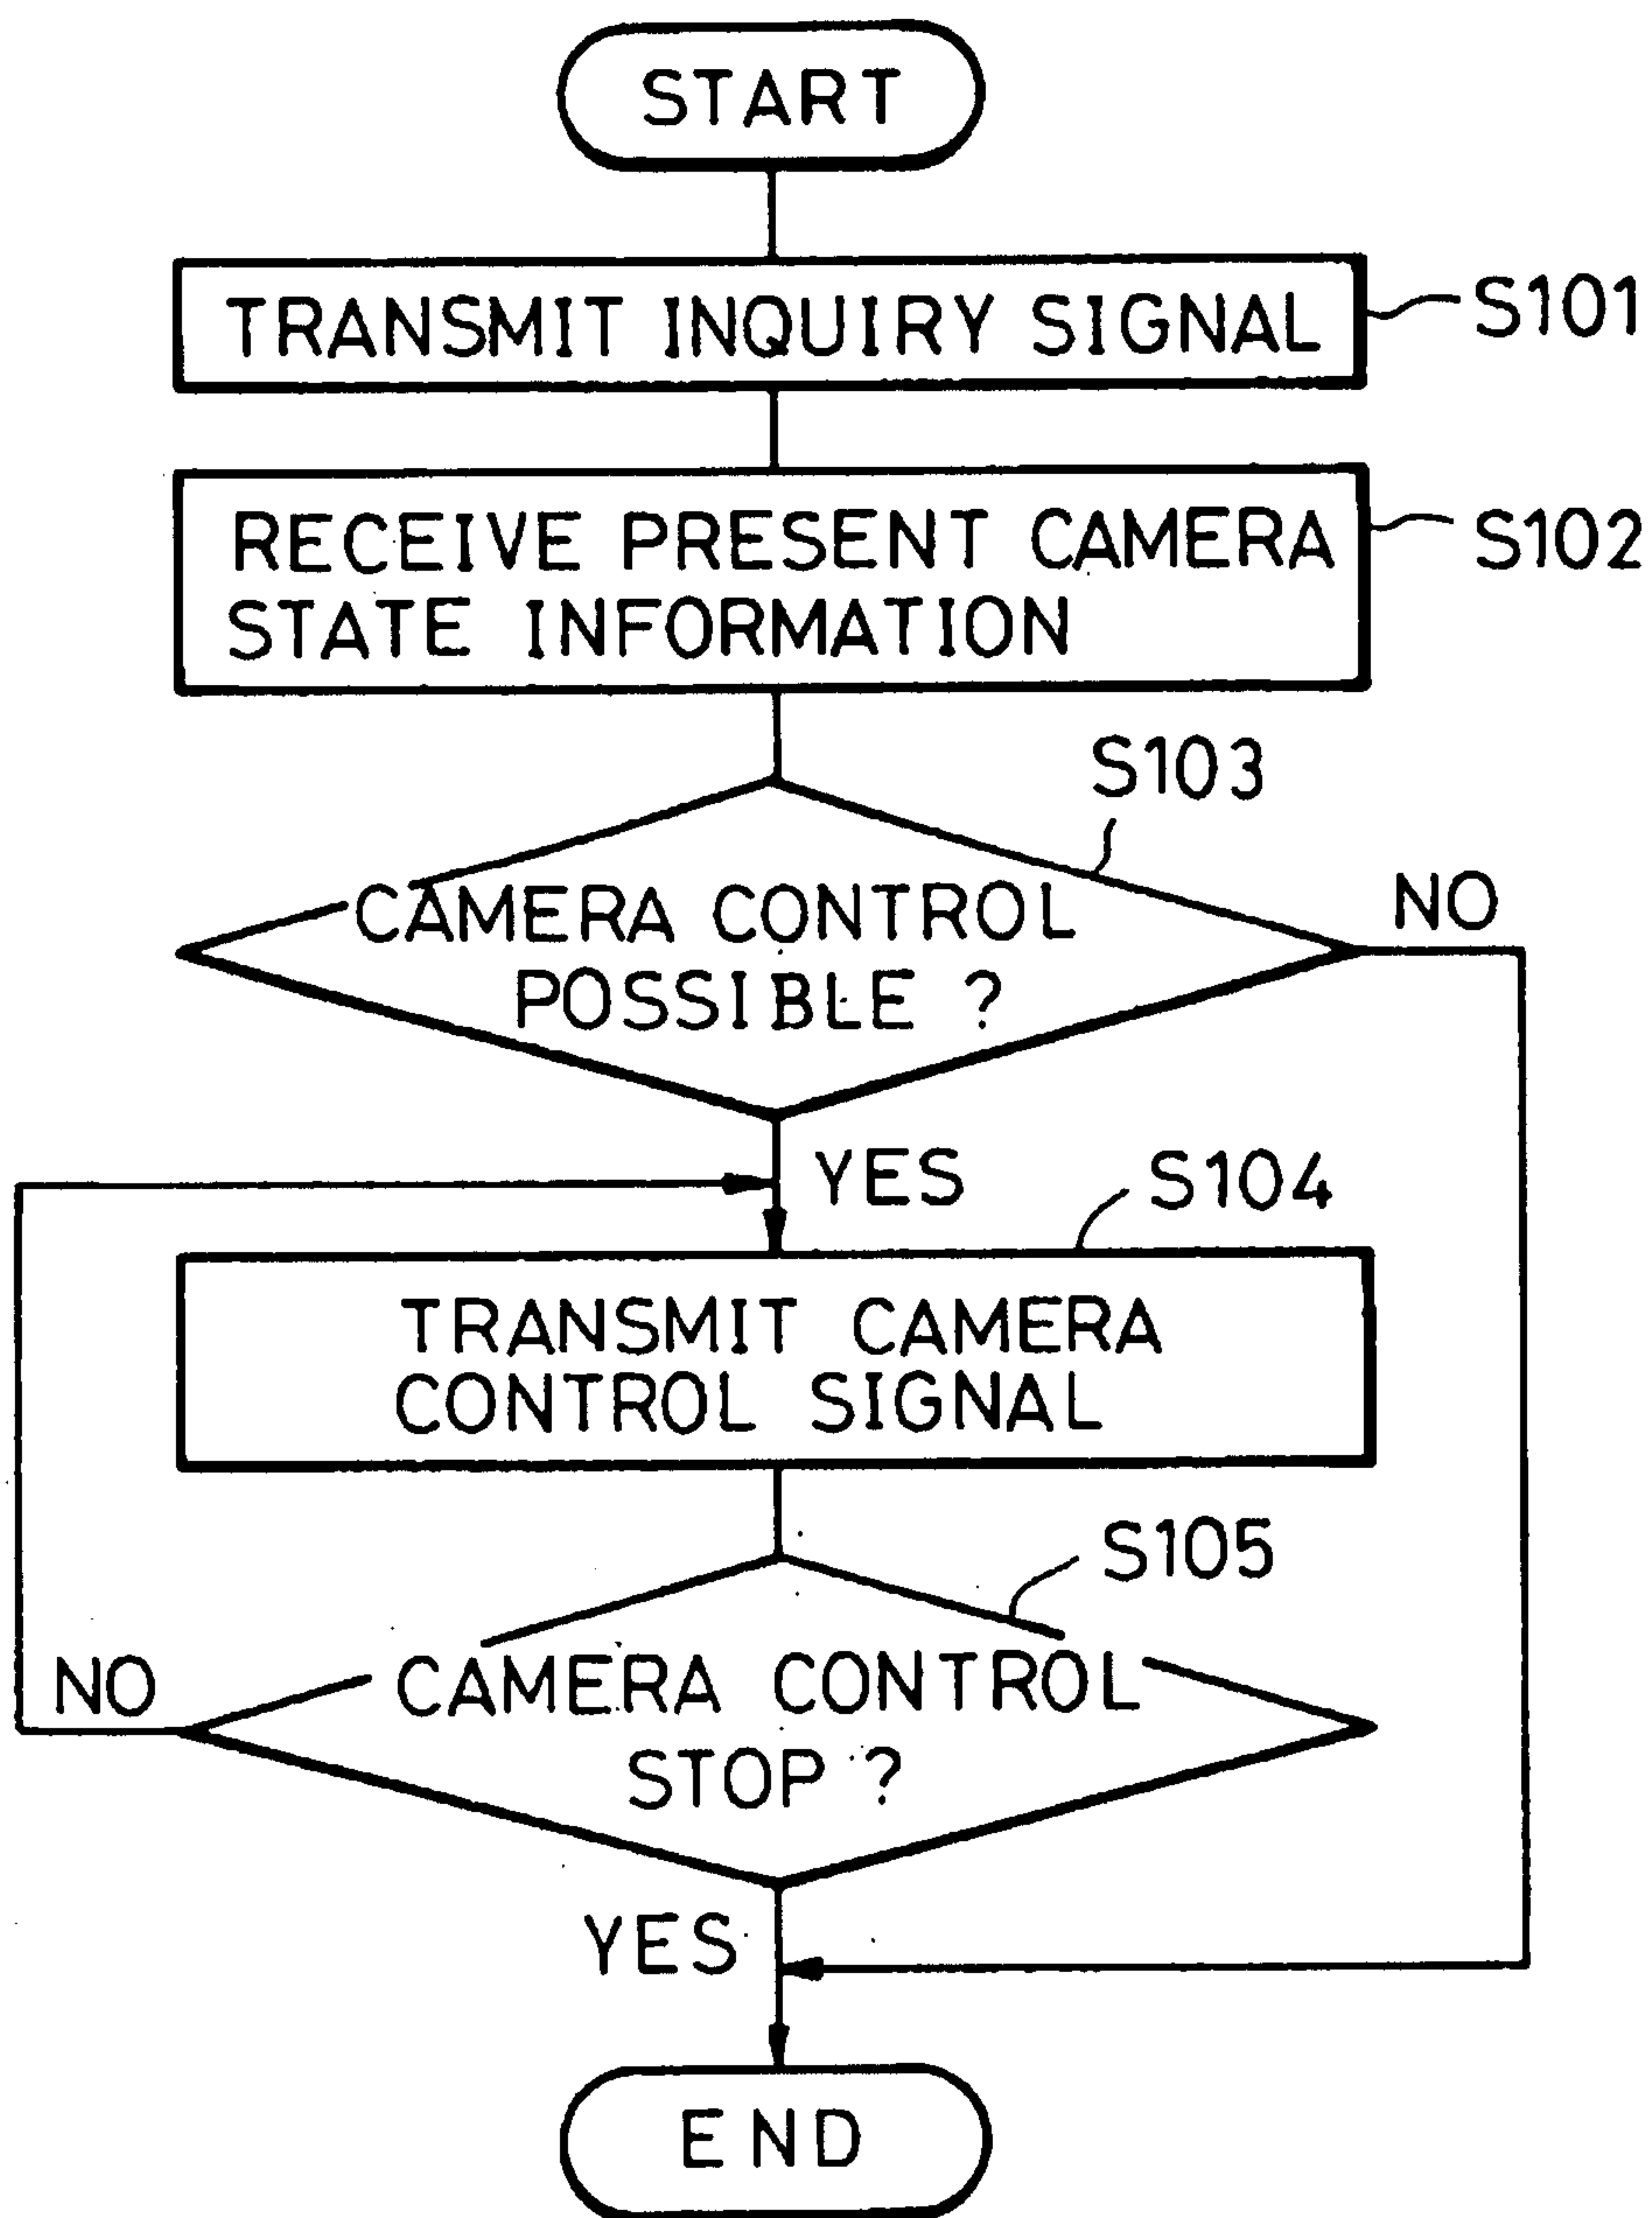 START
TRANSMIT INQUIRY SIGNAL
S101
RECEIVE PRESENT CAMERA
STATE INFORMATION
S102
S103
CAMERA CONTROL
POSSIBLE ?
NO
YES
S104
TRANSMIT CAMERA
CONTROL SIGNAL
S105
CAMERA CONTROL
STOP ?
NO
YES
END